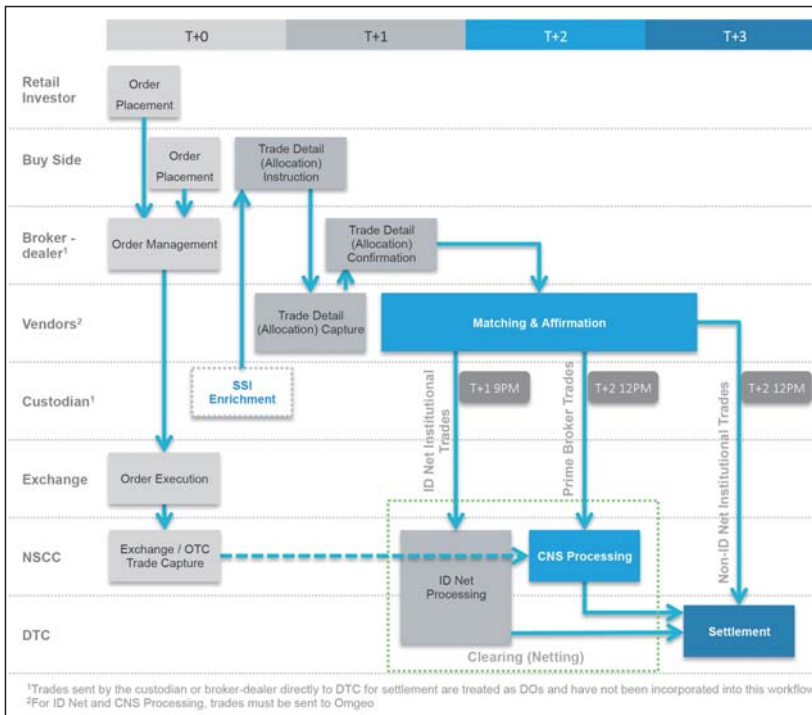 T+0
T+1
T+2
T+3
Retail
Investor
Order
Placement
Buy Side
Order
Placement
Trade Detail
(Allocation)
Instruction
Broker -
dealer1
Order Management
Trade Detail
(Allocation)
Confirmation
Vendors2
Trade Detail
(Allocation) Capture
Matching & Affirmation
Custodian1
SSI
Enrichment
ID Net Institutional
Trades
T+1 9PM
Prime Broker Trades
T+2 12PM
Non-ID Net Institutional Trades
T+2 12PM
Exchange
Order Execution
NSCC
Exchange / OTC
Trade Capture
ID Net
Processing
CNS Processing
DTC
Settlement
Clearing (Netting)
1Trades sent by the custodian or broker-dealer directly to DTC for settlement are treated as DOs and have not been incorporated into this workflow
2For ID Net and CNS Processing, trades must be sent to Omgeo